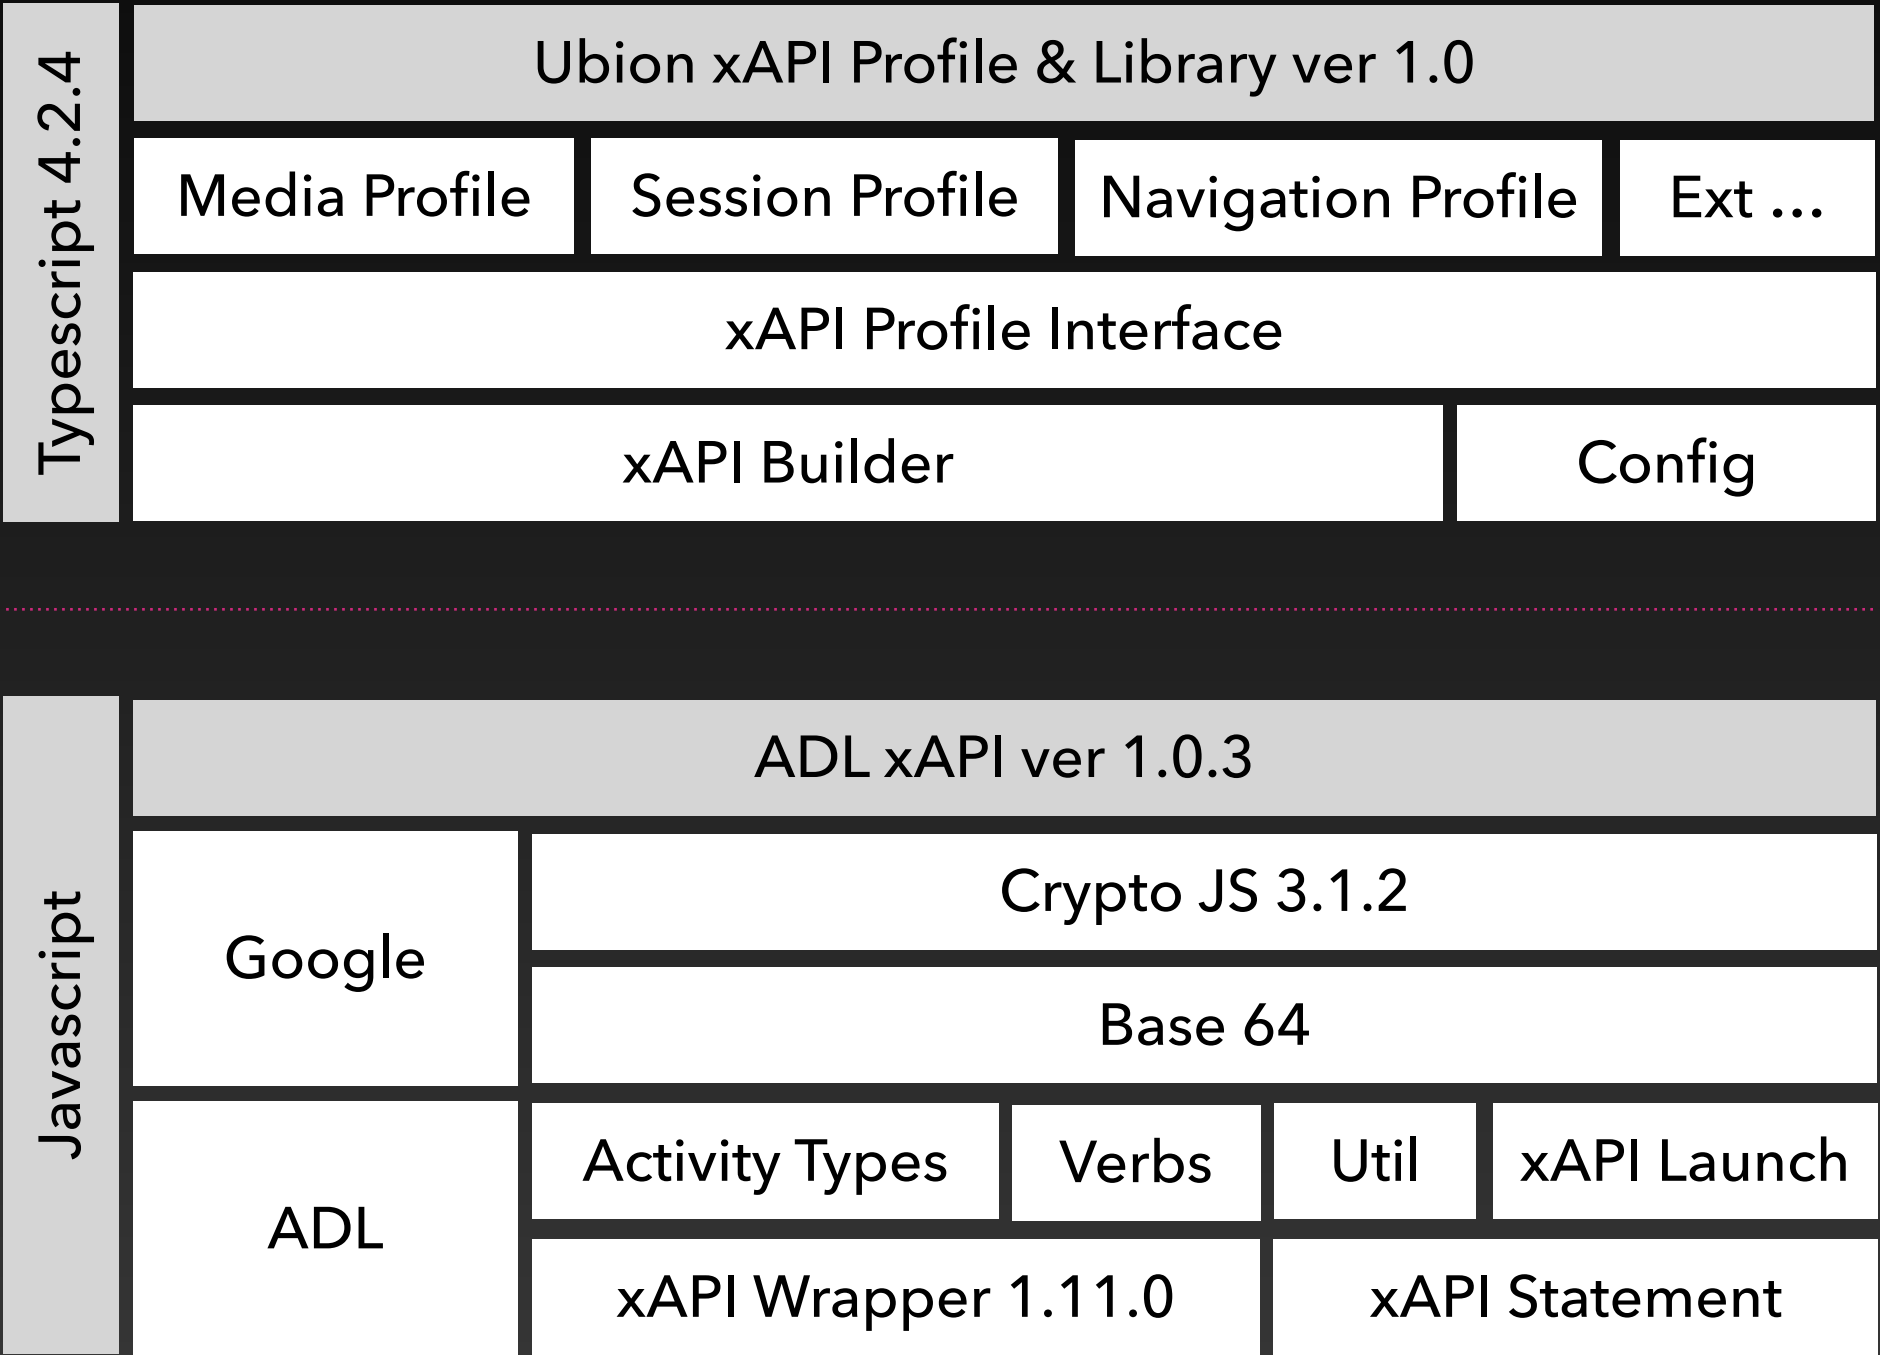 Typescript 4.2.4
Ubion xAPI Profile & Library ver 1.0
Media Profile
Session Profile
Navigation Profile
Ext ...
xAPI Profile Interface
xAPI Builder
Config
Javascript
ADL xAPI ver 1.0.3
Google
Crypto JS 3.1.2
Base 64
ADL
Activity Types
Verbs
Util
xAPI Launch
xAPI Wrapper 1.11.0
xAPI Statement